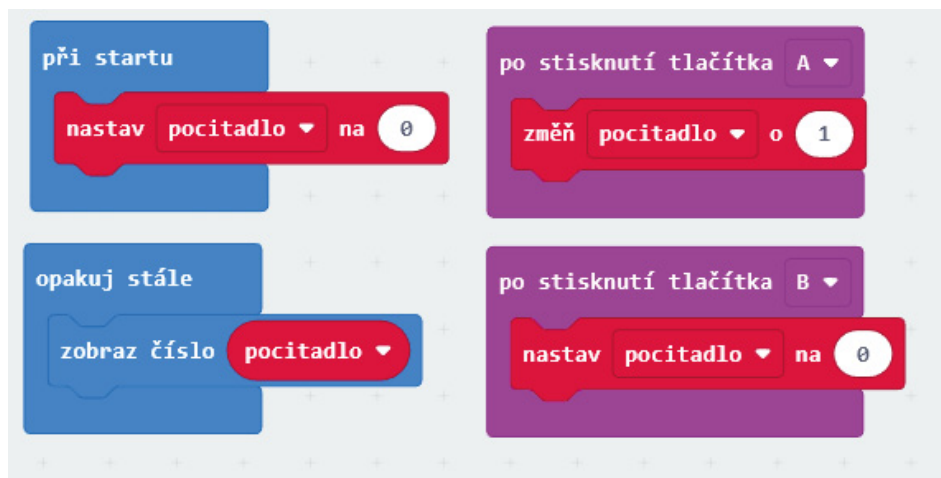 při startu
nastav pocitadlo na 0
opakuj stále
zobraz číslo pocitadlo
po stisknutí tlačítka A
změň pocitadlo o 1
po stisknutí tlačítka B
nastav pocitadlo na 0